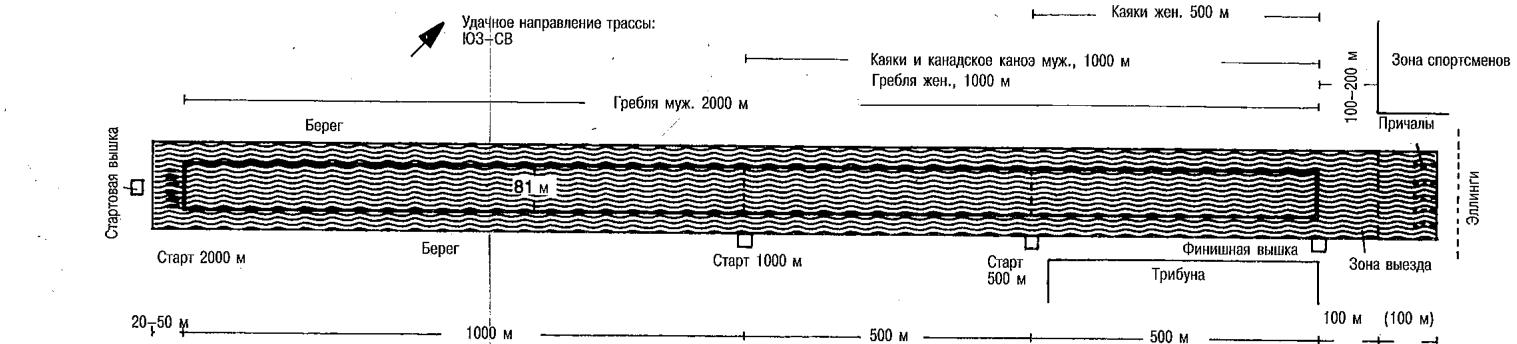 Каяки жен. 500 м
Удачное направление трассы:
ЮЗ–СВ
Каяки и канадское каноэ муж., 1000 м
Гребля жен., 1000 м
100–200 м
Зона спортсменов
Гребля муж. 2000 м
Берег
Причалы
Стартовая вышка
81 м
Эллинги
Старт 2000 м
Берег
Старт 1000 м
Старт
500 м
Финишная вышка
Трибуна
Зона выезда
20–50 м
1000 м
500 м
500 м
100 м
(100 м)